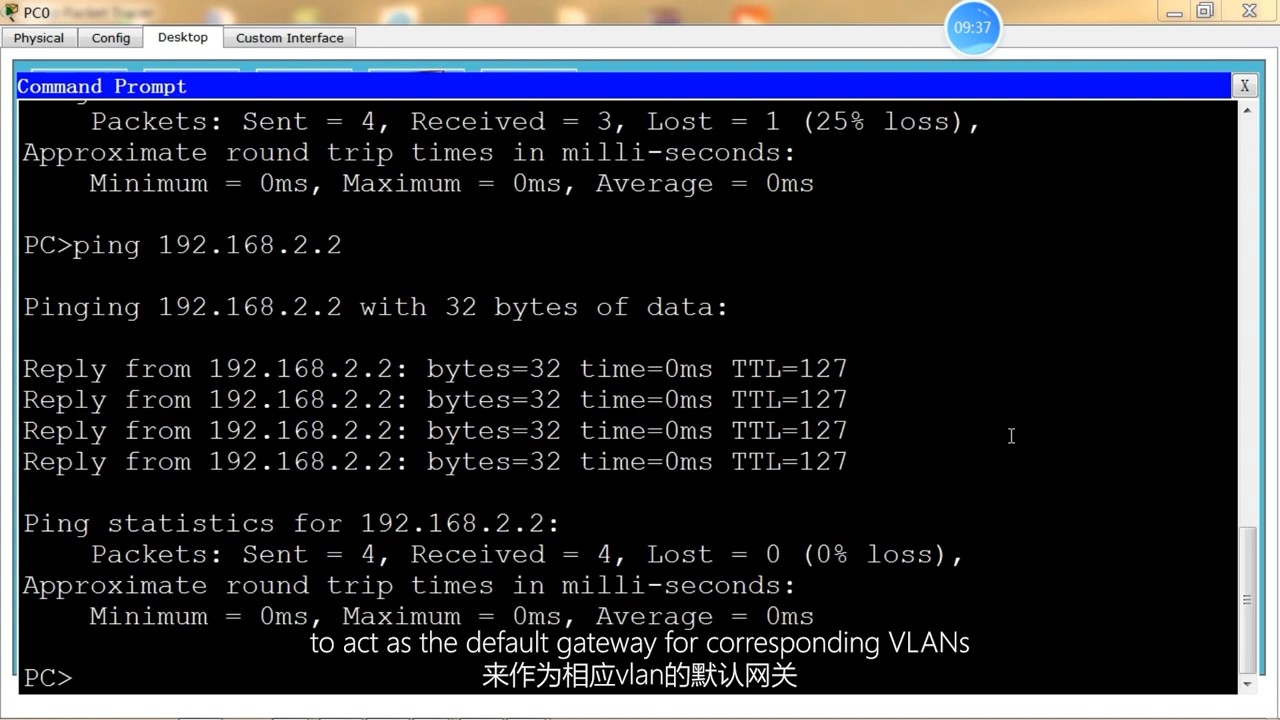 PC0
09:37
Physical Config Desktop Custom Interface
Command Prompt X
Packets: Sent = 4, Received = 3, Lost = 1 (25% loss),
Approximate round trip times in milli-seconds:
Minimum = 0ms, Maximum = 0ms, Average = 0ms
PC>ping 192.168.2.2
Pinging 192.168.2.2 with 32 bytes of data:
Reply from 192.168.2.2: bytes=32 time=0ms TTL=127
Reply from 192.168.2.2: bytes=32 time=0ms TTL=127
Reply from 192.168.2.2: bytes=32 time=0ms TTL=127
Reply from 192.168.2.2: bytes=32 time=0ms TTL=127
Ping statistics for 192.168.2.2:
Packets: Sent = 4, Received = 4, Lost = 0 (0% loss),
Approximate round trip times in milli-seconds:
Minimum = 0ms, Maximum = 0ms, Average = 0ms
to act as the default gateway for corresponding VLANs
来作为相应vlan的默认网关
PC>